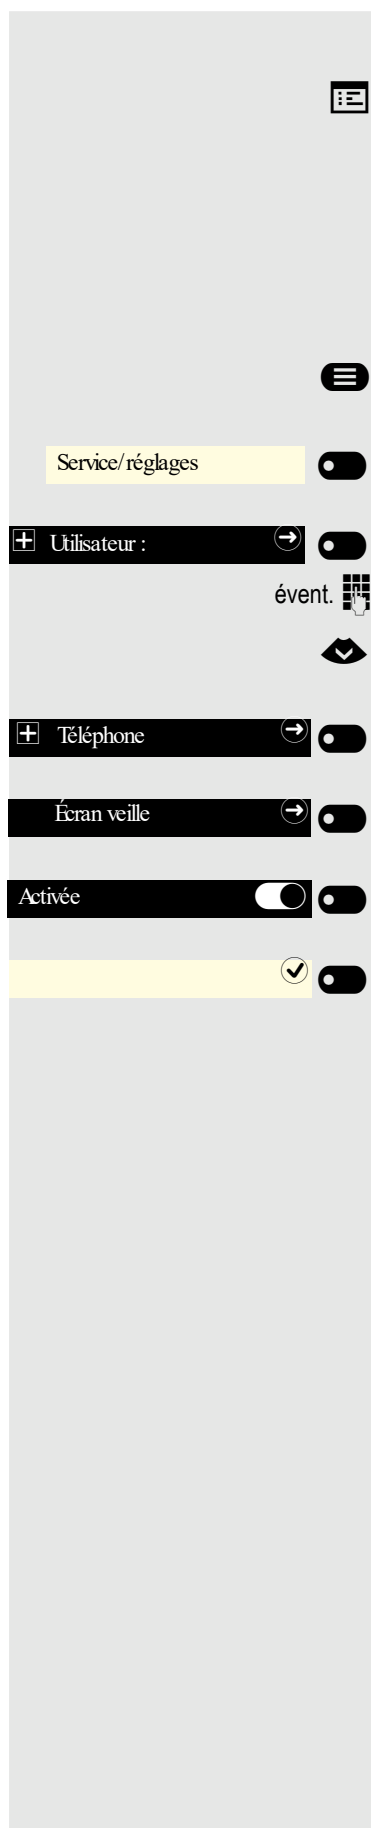 Service/réglages
Utilisateur :
évent.
Téléphone
Écran veille
Activée